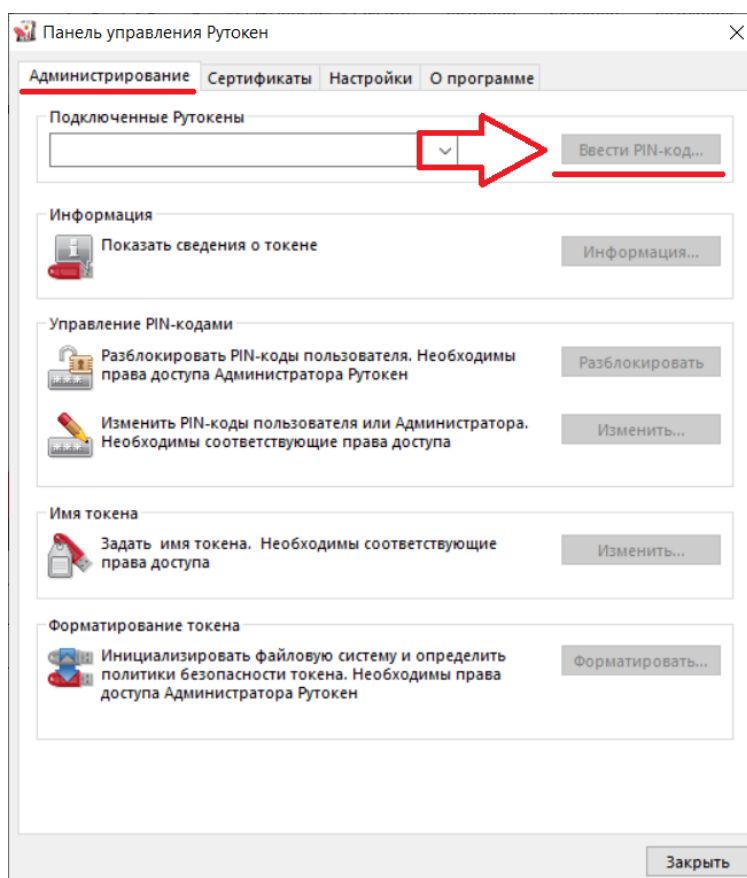 Панель управления Рутокен
Администрирование Сертификаты Настройки О программе
Подключенные Рутокены
Ввести PIN-код...
Информация
Показать сведения о токене
Информация...
Управление PIN-кодами
Разблокировать PIN-коды пользователя. Необходимы
права доступа Администратора Рутокен
Разблокировать
Изменить PIN-коды пользователя или Администратора.
Необходимы соответствующие права доступа
Изменить...
Имя токена
Задать имя токена. Необходимы соответствующие
права доступа
Изменить...
Форматирование токена
Инициализировать файловую систему и определить
политики безопасности токена. Необходимы права
доступа Администратора Рутокен
Форматировать...
Закрыть